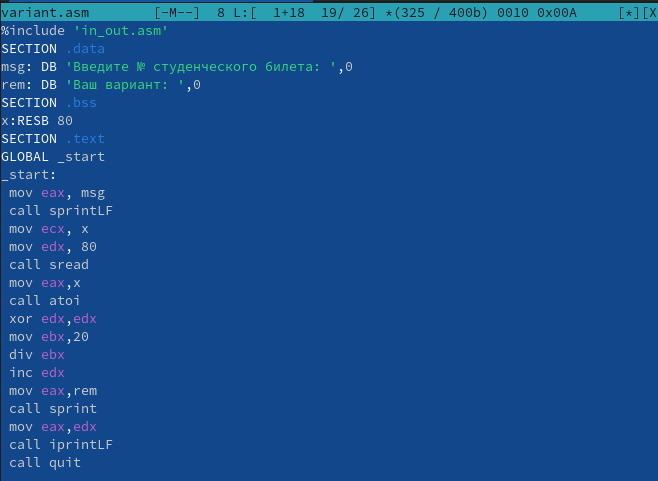 variant.asm [-M--] 8 L:[ 1+18 19/ 26] *(325 / 400b) 0010 0x00A [*][X
%include 'in_out.asm'
SECTION .data
msg: DB 'Введите № студенческого билета: ',0
rem: DB 'Ваш вариант: ',0
SECTION .bss
x:RESB 80
SECTION .text
GLOBAL _start
_start:
mov eax, msg
call sprintLF
mov ecx, x
mov edx, 80
call sread
mov eax,x
call atoi
xor edx,edx
mov ebx,20
div ebx
inc edx
mov eax,rem
call sprint
mov eax,edx
call iprintLF
call quit